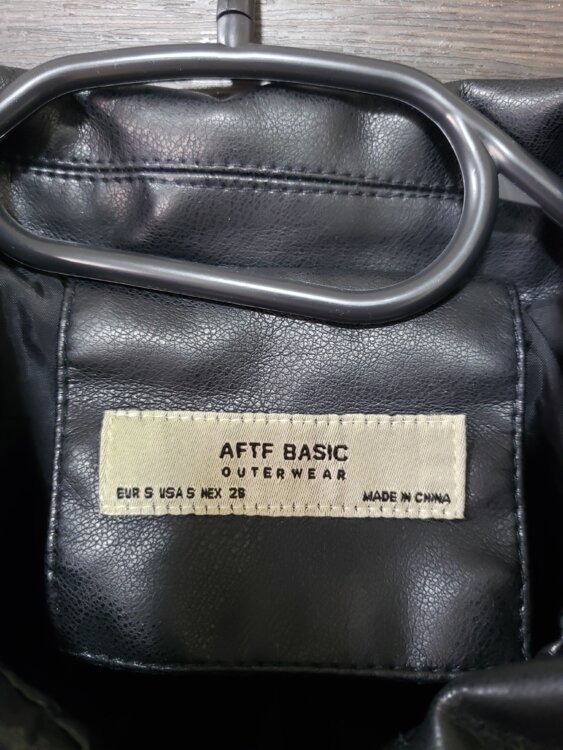 AFTF BASIC
OUTERWEAR
EUR S USA S MEX 26 MADE IN CHINA